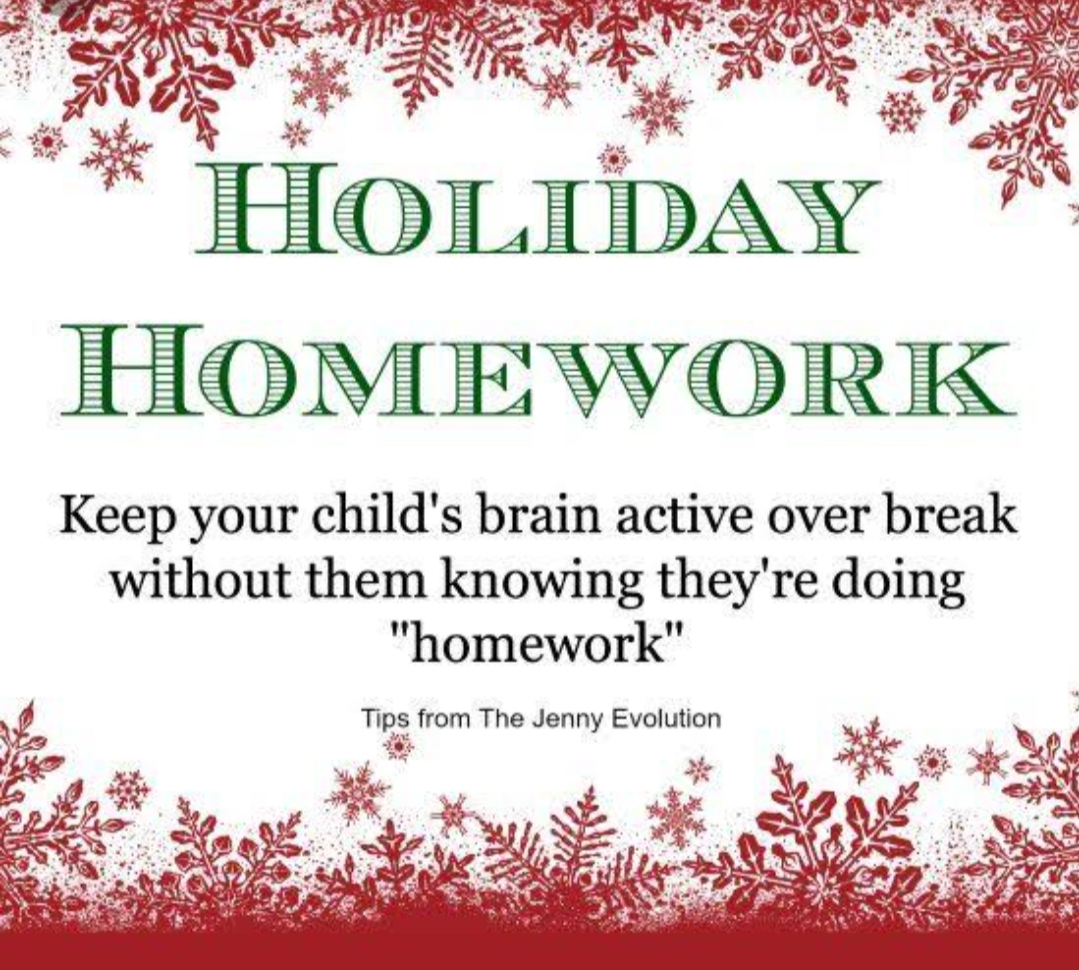 HOLIDAY
HOMEWORK
Keep your child's brain active over break
without them knowing they're doing
"homework"
Tips from The Jenny Evolution